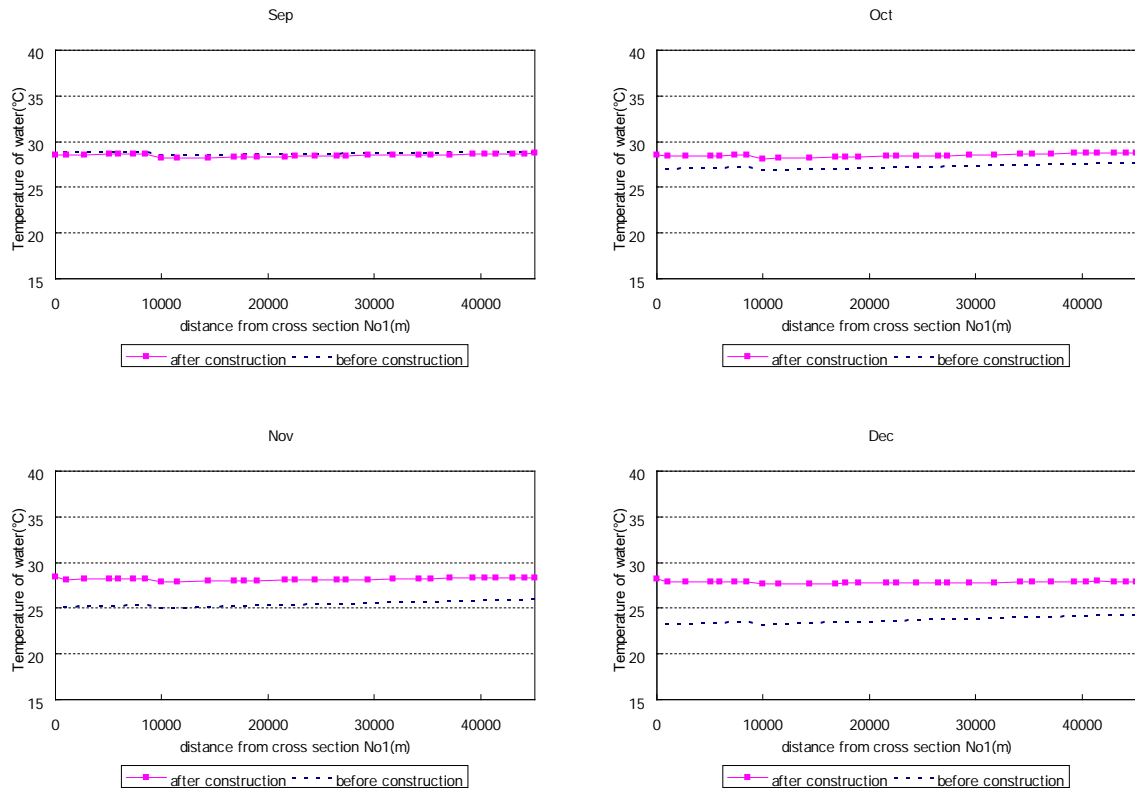 Sep
Temperature of water(°C)
40
35
30
25
20
15
0 10000 20000 30000 40000
distance from cross section No1(m)
after construction before construction
Oct
Temperature of water(°C)
40
35
30
25
20
15
0 10000 20000 30000 40000
distance from cross section No1(m)
after construction before construction
Nov
Temperature of water(°C)
40
35
30
25
20
15
0 10000 20000 30000 40000
distance from cross section No1(m)
after construction before construction
Dec
Temperature of water(°C)
40
35
30
25
20
15
0 10000 20000 30000 40000
distance from cross section No1(m)
after construction before construction